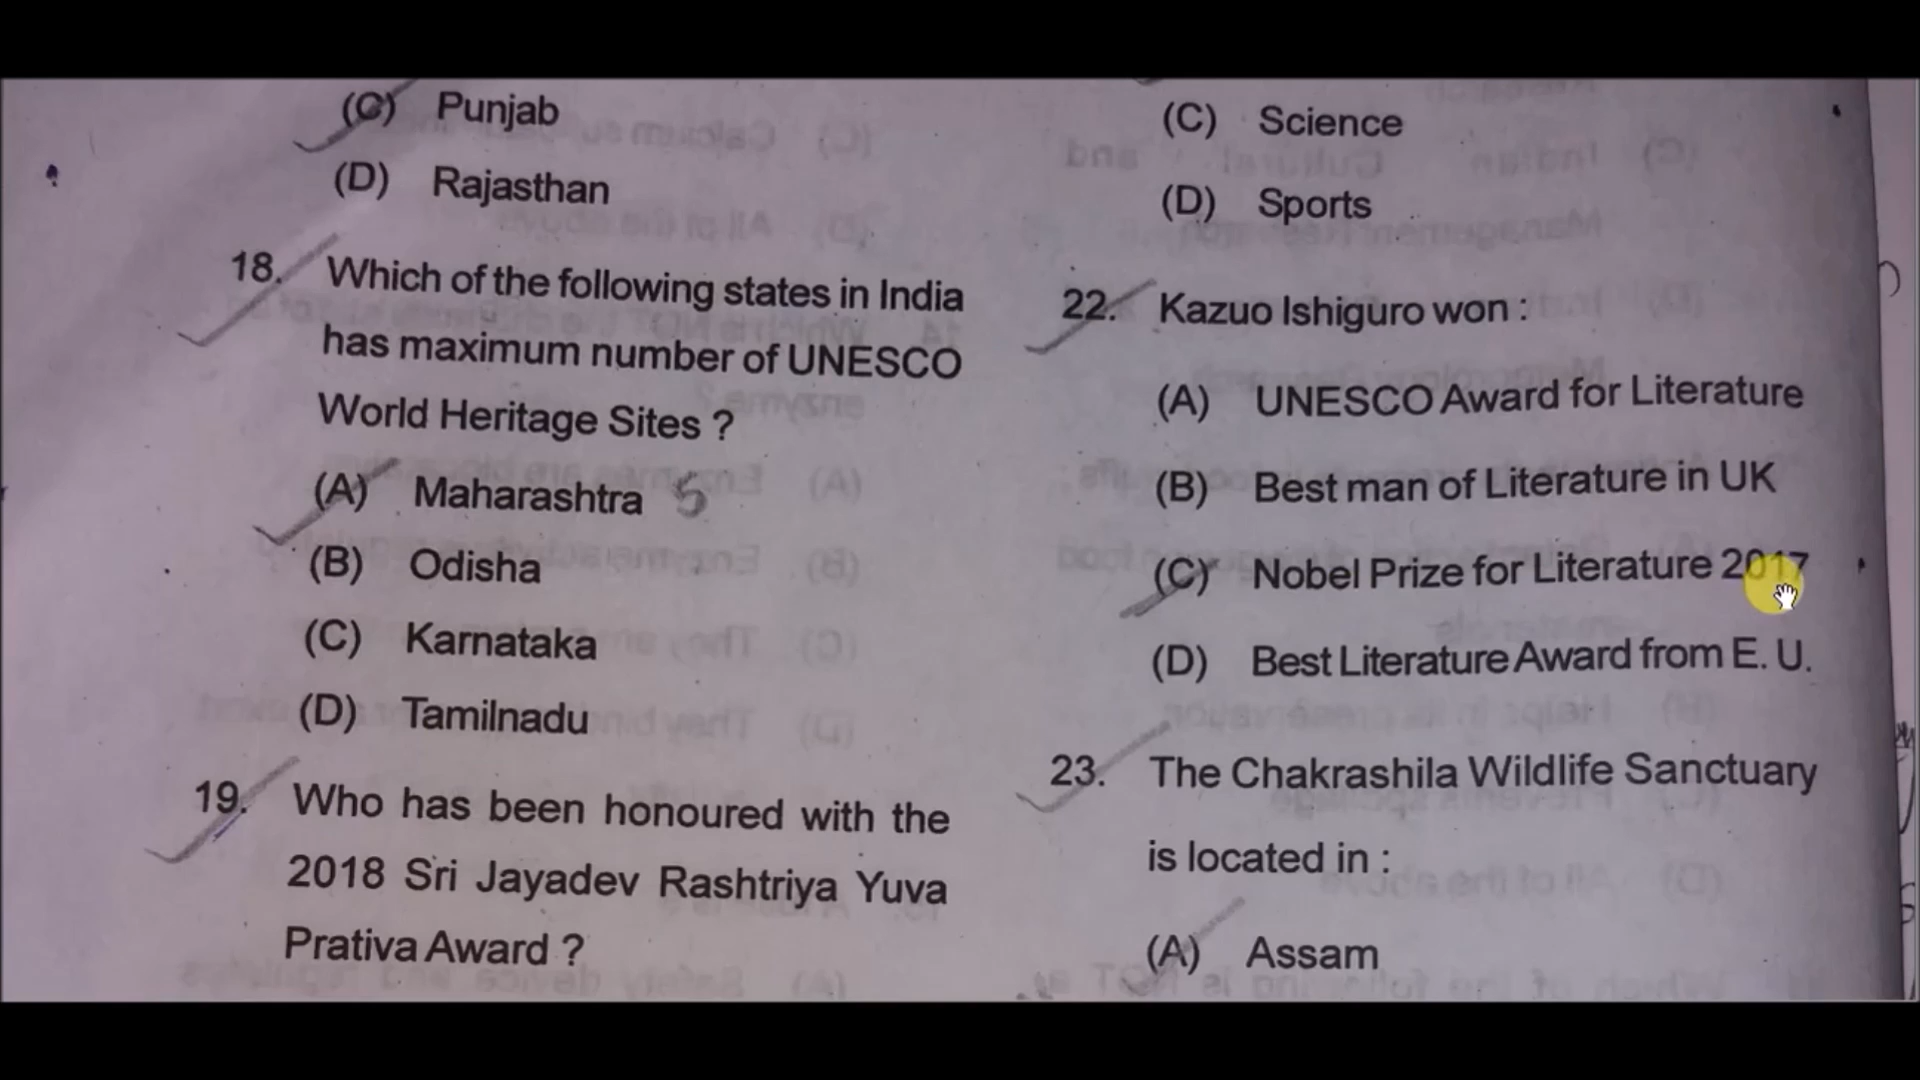 (C) Punjab
(D) Rajasthan
18. Which of the following states in India
has maximum number of UNESCO
World Heritage Sites ?
(A) Maharashtra 5
(B) Odisha
(C) Karnataka
(D) Tamilnadu
19. Who has been honoured with the
2018 Sri Jayadev Rashtriya Yuva
Prativa Award ?
(C) Science
(D) Sports
22. Kazuo Ishiguro won :
(A) UNESCO Award for Literature
(B) Best man of Literature in UK
(C) Nobel Prize for Literature 2017
(D) Best Literature Award from E. U.
23. The Chakrashila Wildlife Sanctuary
is located in :
(A) Assam